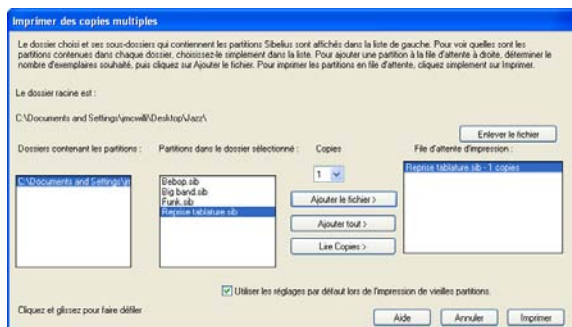 Imprimer des copies multiples
Le dossier choisi et ses sous-dossiers qui contiennent les partitions Sibelius sont affichés dans la liste de gauche. Pour voir quelles sont les
partitions contenues dans chaque dossier, choisissez-le simplement dans la liste. Pour ajouter une partition à la file d'attente à droite, déterminer le
nombre d'exemplaires souhaité, puis cliquez sur Ajouter le fichier. Pour imprimer les partitions en file d'attente, cliquez simplement sur Imprimer.
Le dossier racine est :
C:\Documents and Settings\jmcwilli\Desktop\Jazz\
Enlever le fichier
Dossiers contenant les partitions :
Partitions dans le dossier sélectionné :
Copies
File d'attente d'impression :
C:\Documents and Settings\
Bebop.sib
Big band.sib
Funk.sib
Reprise tablature.sib
1
Reprise tablature.sib - 1 copies
Ajouter le fichier >
Ajouter tout >
Lire Copies >
Utiliser les réglages par défaut lors de l'impression de vieilles partitions.
Cliquez et glissez pour faire défiler
Aide
Annuler
Imprimer